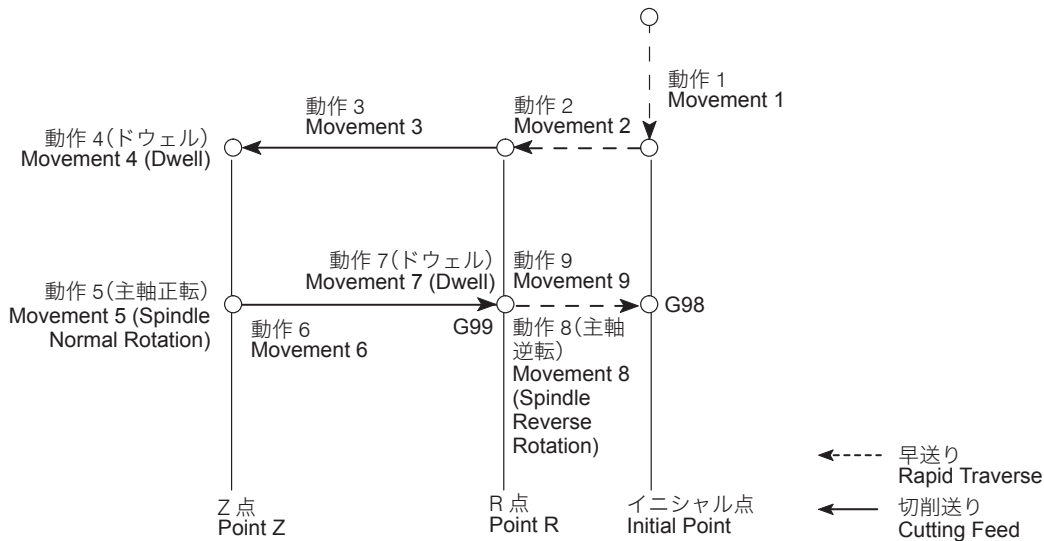 動作 1
Movement 1
動作 2
Movement 2
動作 3
Movement 3
動作 4(ドウェル)
Movement 4 (Dwell)
動作 5(主軸正転)
Movement 5 (Spindle
Normal Rotation)
動作 6
Movement 6
動作 7(ドウェル)
Movement 7 (Dwell)
G99
動作 9
Movement 9
動作 8(主軸
逆転)
Movement 8
(Spindle
Reverse
Rotation)
G98
Z 点
Point Z
R 点
Point R
イニシャル点
Initial Point
早送り
Rapid Traverse
切削送り
Cutting Feed